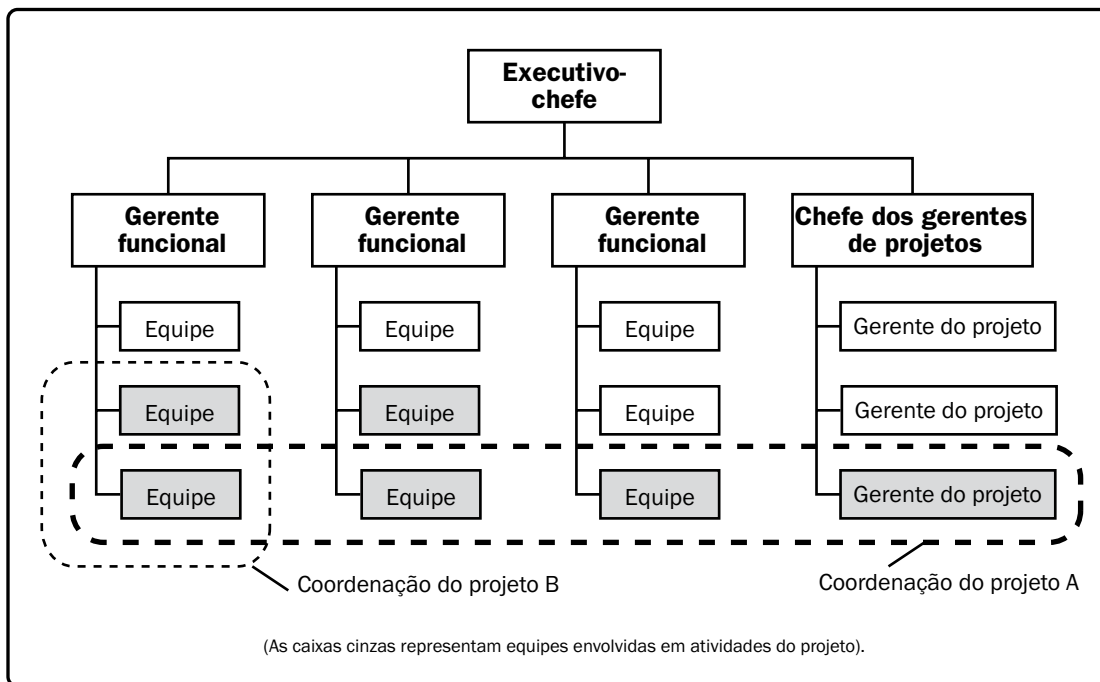 Executivo-
chefe
Gerente
funcional
Gerente
funcional
Gerente
funcional
Chefe dos gerentes
de projetos
Equipe
Equipe
Equipe
Gerente do projeto
Equipe
Equipe
Equipe
Gerente do projeto
Equipe
Equipe
Equipe
Gerente do projeto
Coordenação do projeto B
Coordenação do projeto A
(As caixas cinzas representam equipes envolvidas em atividades do projeto).